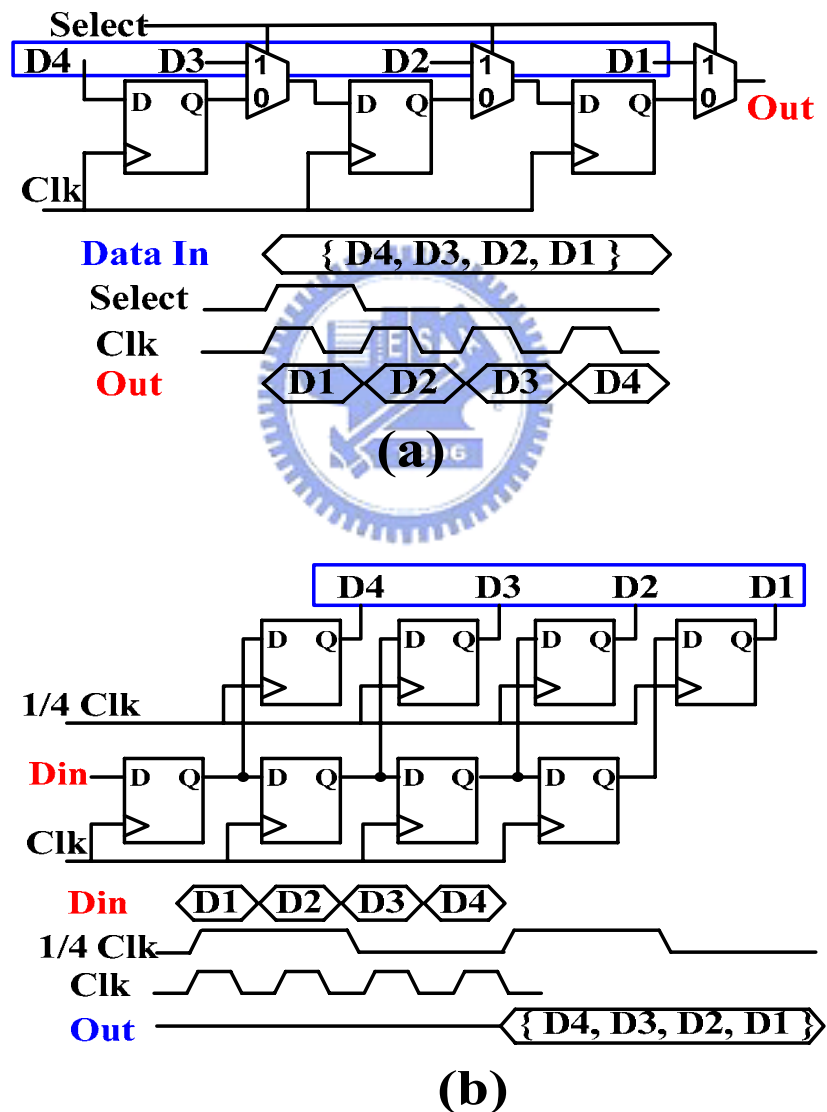 Select
D4 D3 1 D2 1 D1 1
D Q 0 D Q 0 D Q 0 Out
Clk
Data In { D4, D3, D2, D1 }
Select
Clk
Out D1 D2 D3 D4
(a)
D4 D3 D2 D1
D Q D Q D Q D Q
1/4 Clk
Din D Q D Q D Q D Q
Clk
Din D1 D2 D3 D4
1/4 Clk
Clk
Out { D4, D3, D2, D1 }
(b)